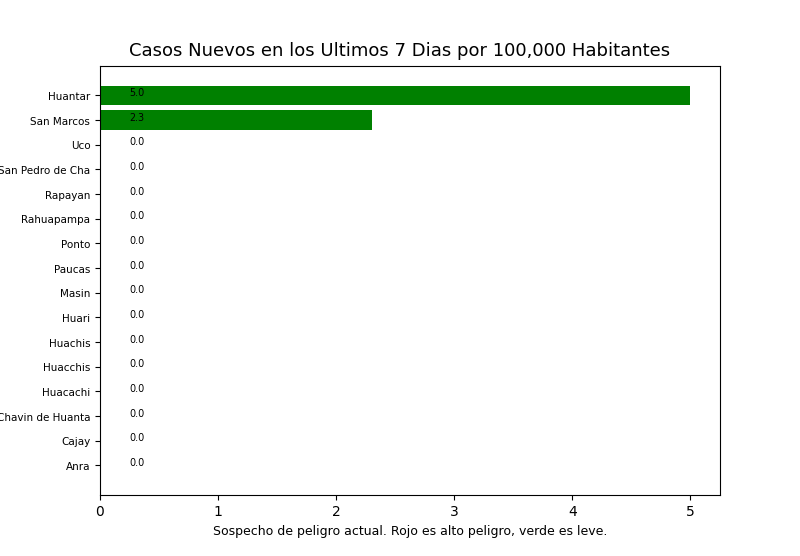 Casos Nuevos en los Ultimos 7 Dias por 100,000 Habitantes
Huantar 5.0
San Marcos 2.3
Uco 0.0
San Pedro de Cha 0.0
Rapayan 0.0
Rahuapampa 0.0
Ponto 0.0
Paucas 0.0
Masin 0.0
Huari 0.0
Huachis 0.0
Huacchis 0.0
Huacachi 0.0
Chavin de Huanta 0.0
Cajay 0.0
Anra 0.0
0 1 2 3 4 5
Sospecho de peligro actual. Rojo es alto peligro, verde es leve.